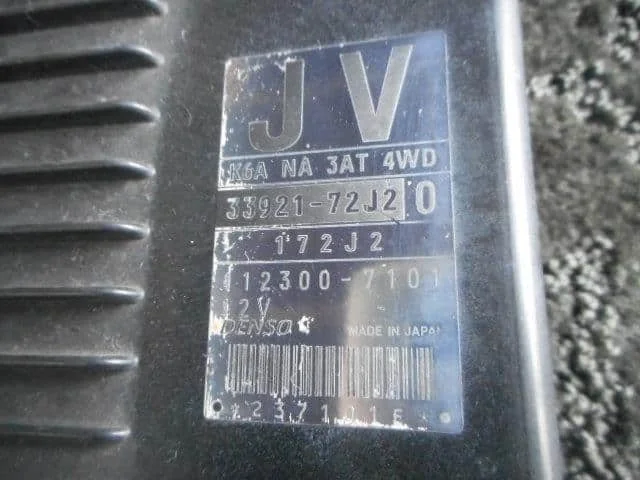 JV
K6A NA 3AT 4WD
33921-72J2 0
172J2
112300-7101
12V
DENSO MADE IN JAPAN